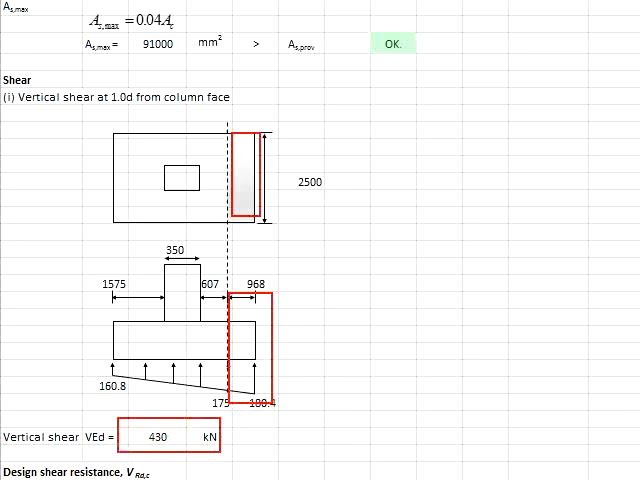 As,max
As,max = 0.04Ac
As,max = 91000 mm² > As,prov OK.
Shear
(i) Vertical shear at 1.0d from column face
2500
350
1575 607 968
160.8
175 180.4
Vertical shear VEd = 430 kN
Design shear resistance, V Rd,c